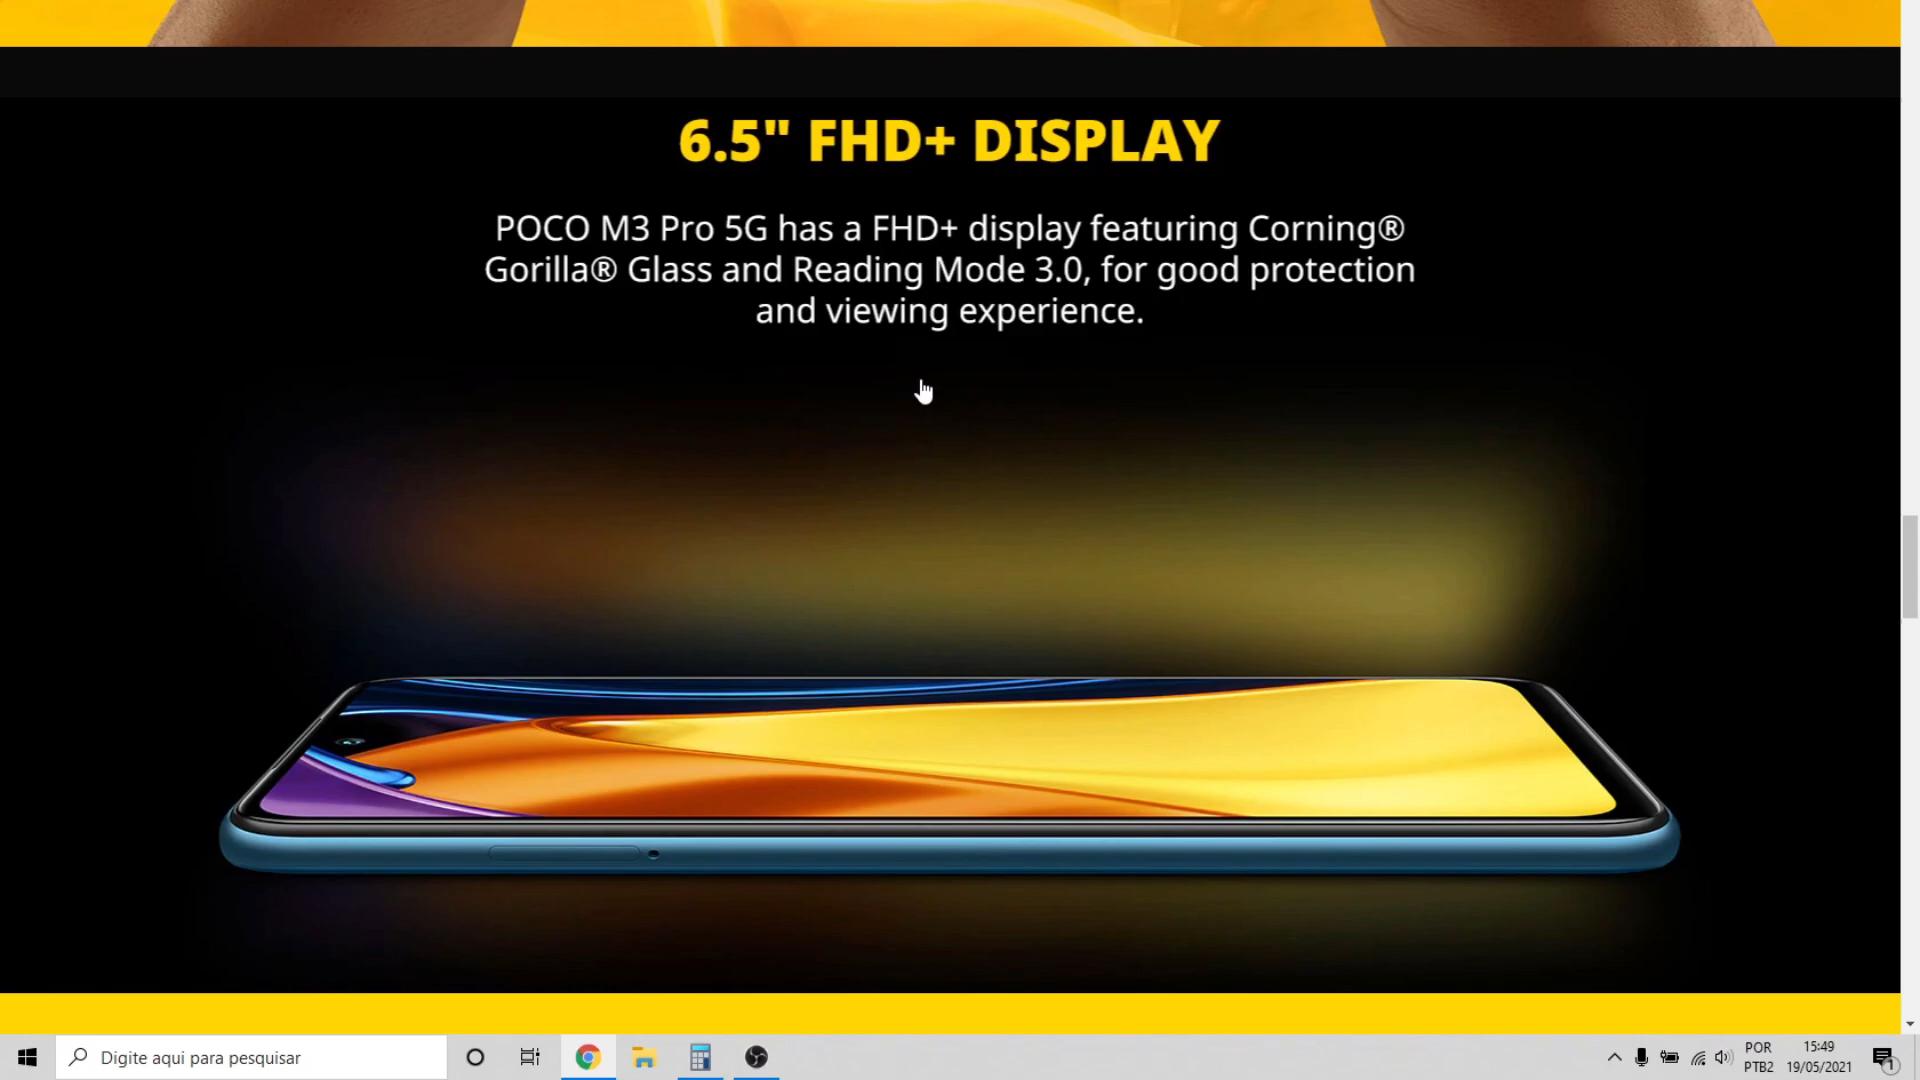 6.5" FHD+ DISPLAY
POCO M3 Pro 5G has a FHD+ display featuring Corning®
Gorilla® Glass and Reading Mode 3.0, for good protection
and viewing experience.
Digite aqui para pesquisar
POR
PTB2
15:49
19/05/2021
1